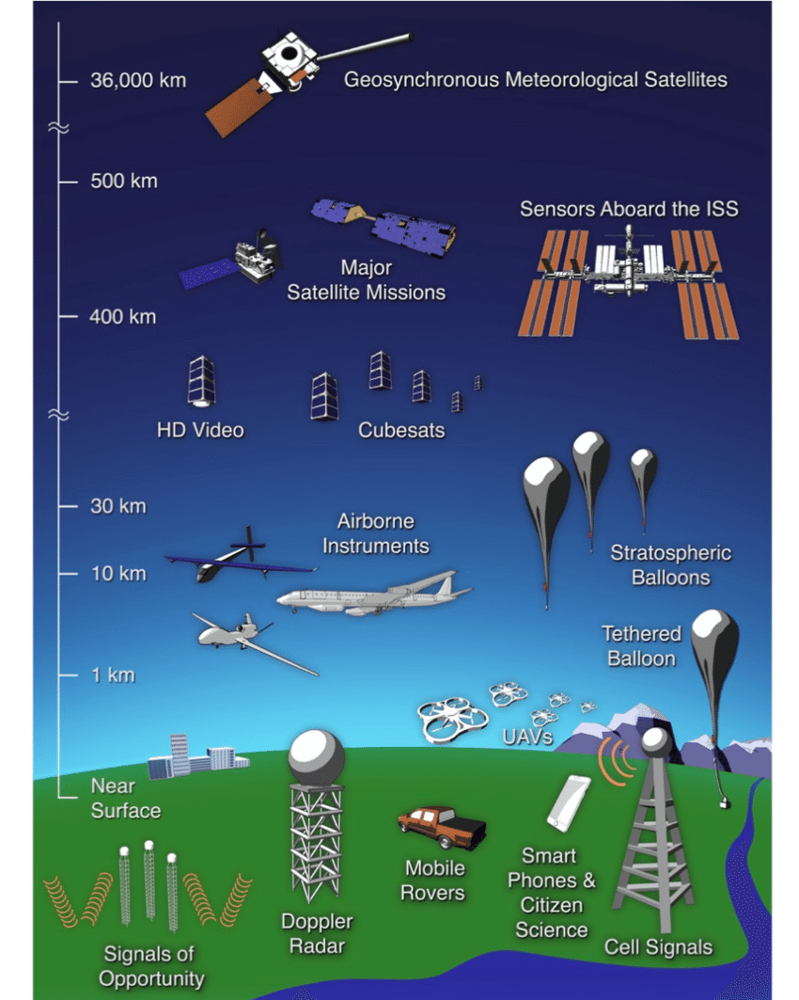 36,000 km
Geosynchronous Meteorological Satellites
500 km
Sensors Aboard the ISS
Major
Satellite Missions
400 km
HD Video
Cubesats
30 km
Airborne
Instruments
Stratospheric
Balloons
10 km
Tethered
Balloon
1 km
UAVs
Near
Surface
Mobile
Rovers
Smart
Phones &
Citizen
Science
Doppler
Radar
Cell Signals
Signals of
Opportunity